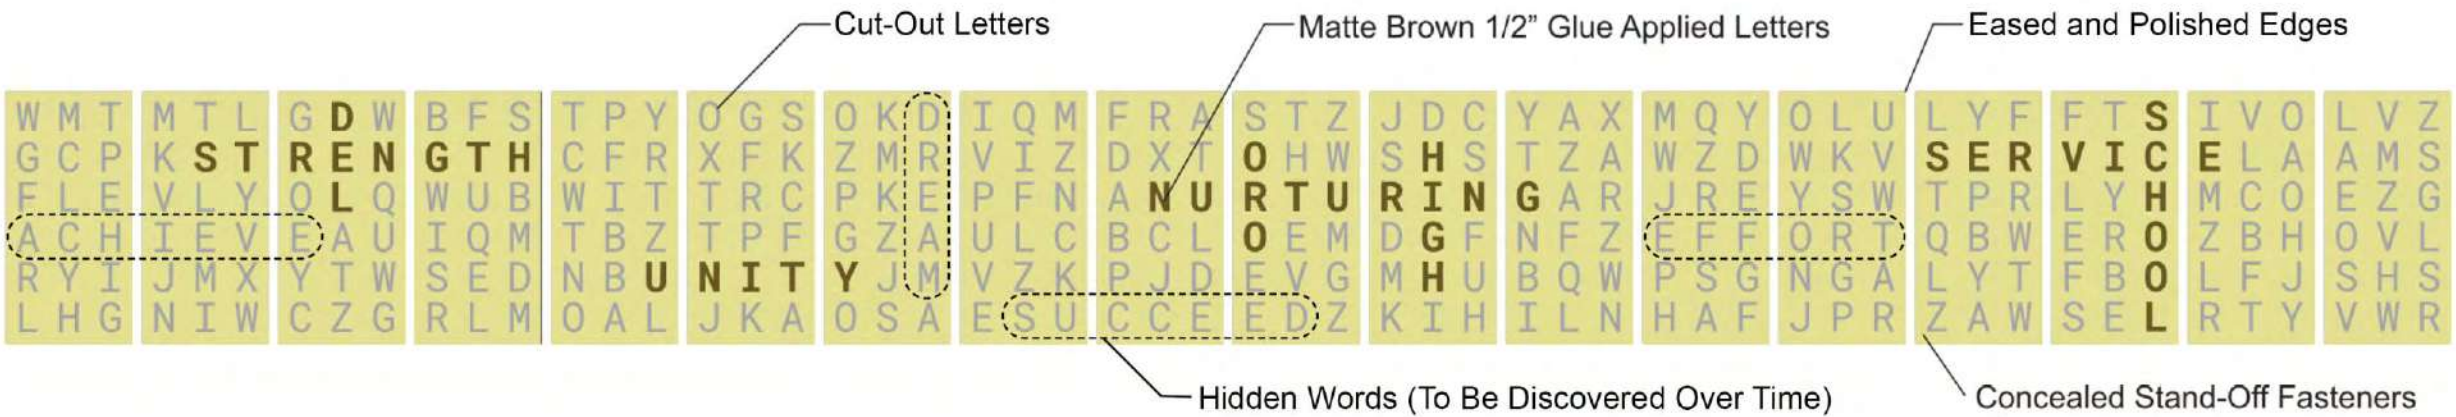 Cut-Out Letters
Matte Brown 1/2” Glue Applied Letters
Eased and Polished Edges
W M T M T L G D W B F S T P Y O G S O K D I Q M F R A S T Z J D C Y A X M Q Y O L U L Y F F T S I V O L V Z
G C P K S T R E N G T H C F R X F K Z M R V I Z D X T O H W S H S T Z A W Z D W K V S E R V I C E L A A M S
F L E V L Y O L Q W U B W I T T R C P K E P F N A N U R T U R I N G A R J R E Y S W T P R L Y H M C O E Z G
A C H I E V E A U I Q M T B Z T P F G Z A U L C B C L O E M D G F N F Z E F F O R T Q B W E R O Z B H O V L
R Y I J M X Y T W S E D N B U N I T Y J M V Z K P J D E V G M H U B Q W P S G N G A L Y T F B O L F J S H S
L H G N I W C Z G R L M O A L J K A O S A E S U C C E E D Z K I H I L N H A F J P R Z A W S E L R T Y V W R
Hidden Words (To Be Discovered Over Time)
Concealed Stand-Off Fasteners